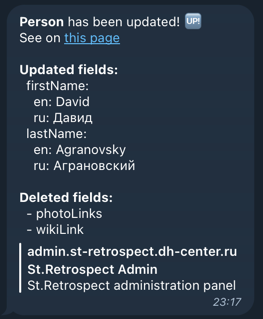 Person has been updated! UP!
See on this page
Updated fields:
firstName:
en: David
ru: Давид
lastName:
en: Agranovsky
ru: Аграновский
Deleted fields:
- photoLinks
- wikiLink
admin.st-retrospect.dh-center.ru
St.Retrospect Admin
St.Retrospect administration panel
23:17